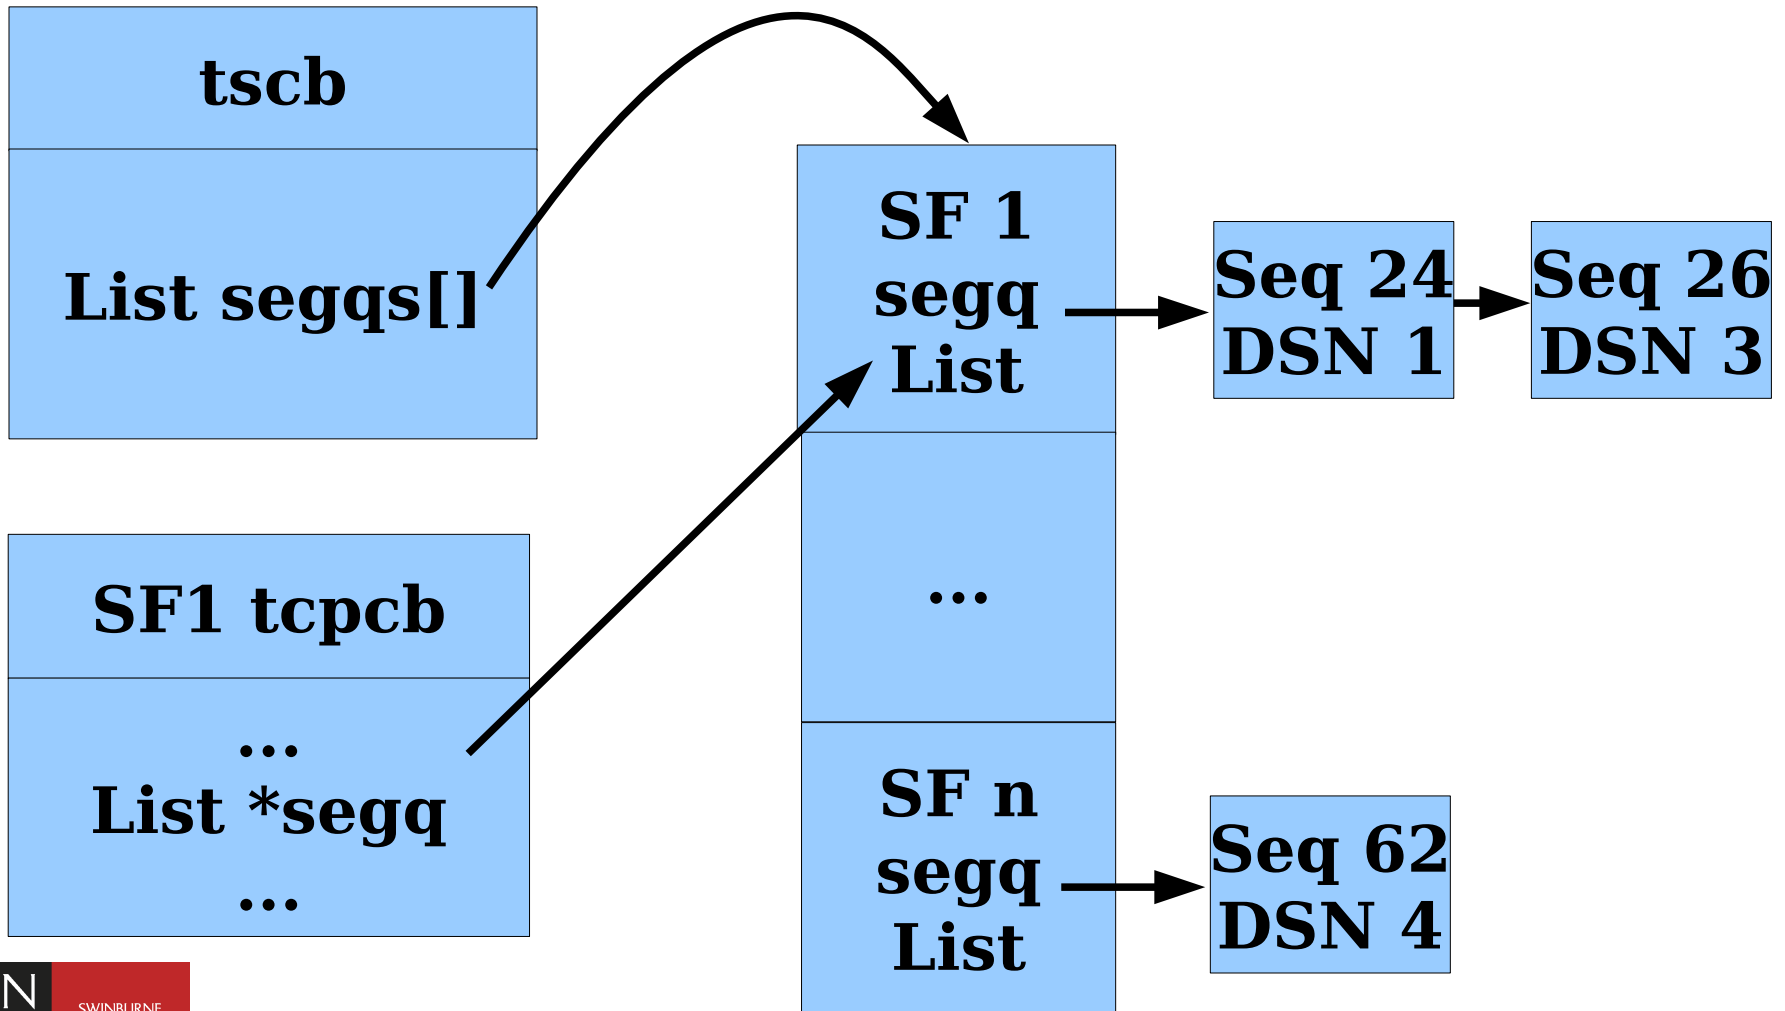 tscb
List segqs[]
SF 1
segq
List
Seq 24
DSN 1
Seq 26
DSN 3
...
SF1 tcpcb
...
List *segq
...
SF n
segq
List
Seq 62
DSN 4
N
SWINBURNE